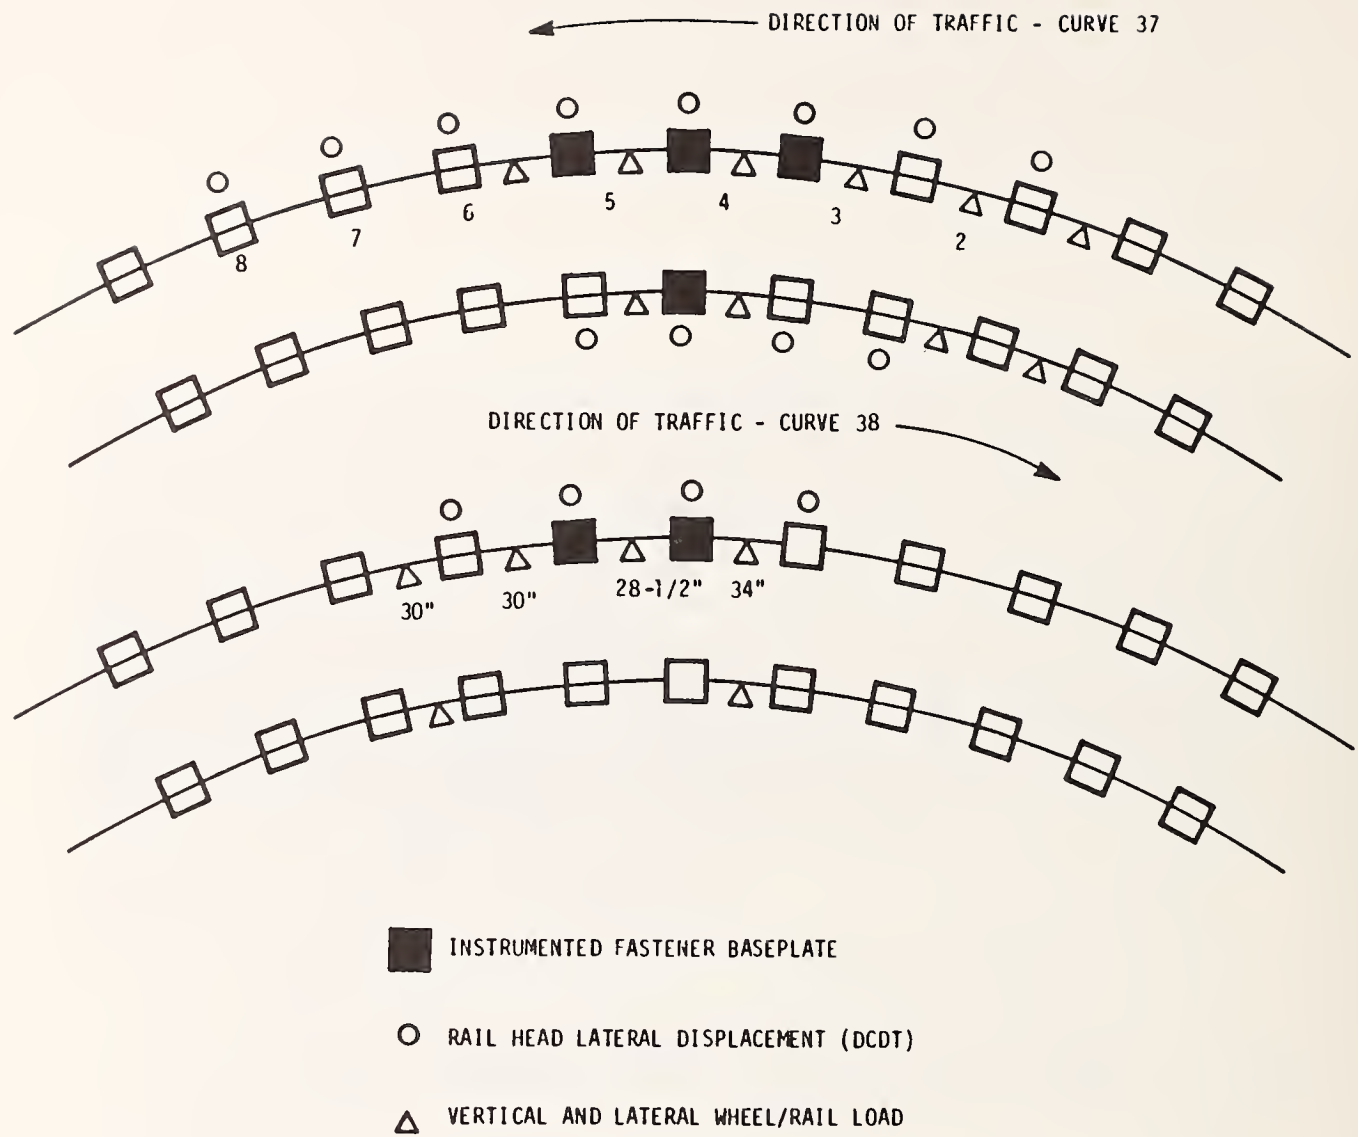 DIRECTION OF TRAFFIC - CURVE 37
8 7 6 5 4 3 2
DIRECTION OF TRAFFIC - CURVE 38
30" 30" 28-1/2" 34"
INSTRUMENTED FASTENER BASEPLATE
RAIL HEAD LATERAL DISPLACEMENT (DCDT)
VERTICAL AND LATERAL WHEEL/RAIL LOAD